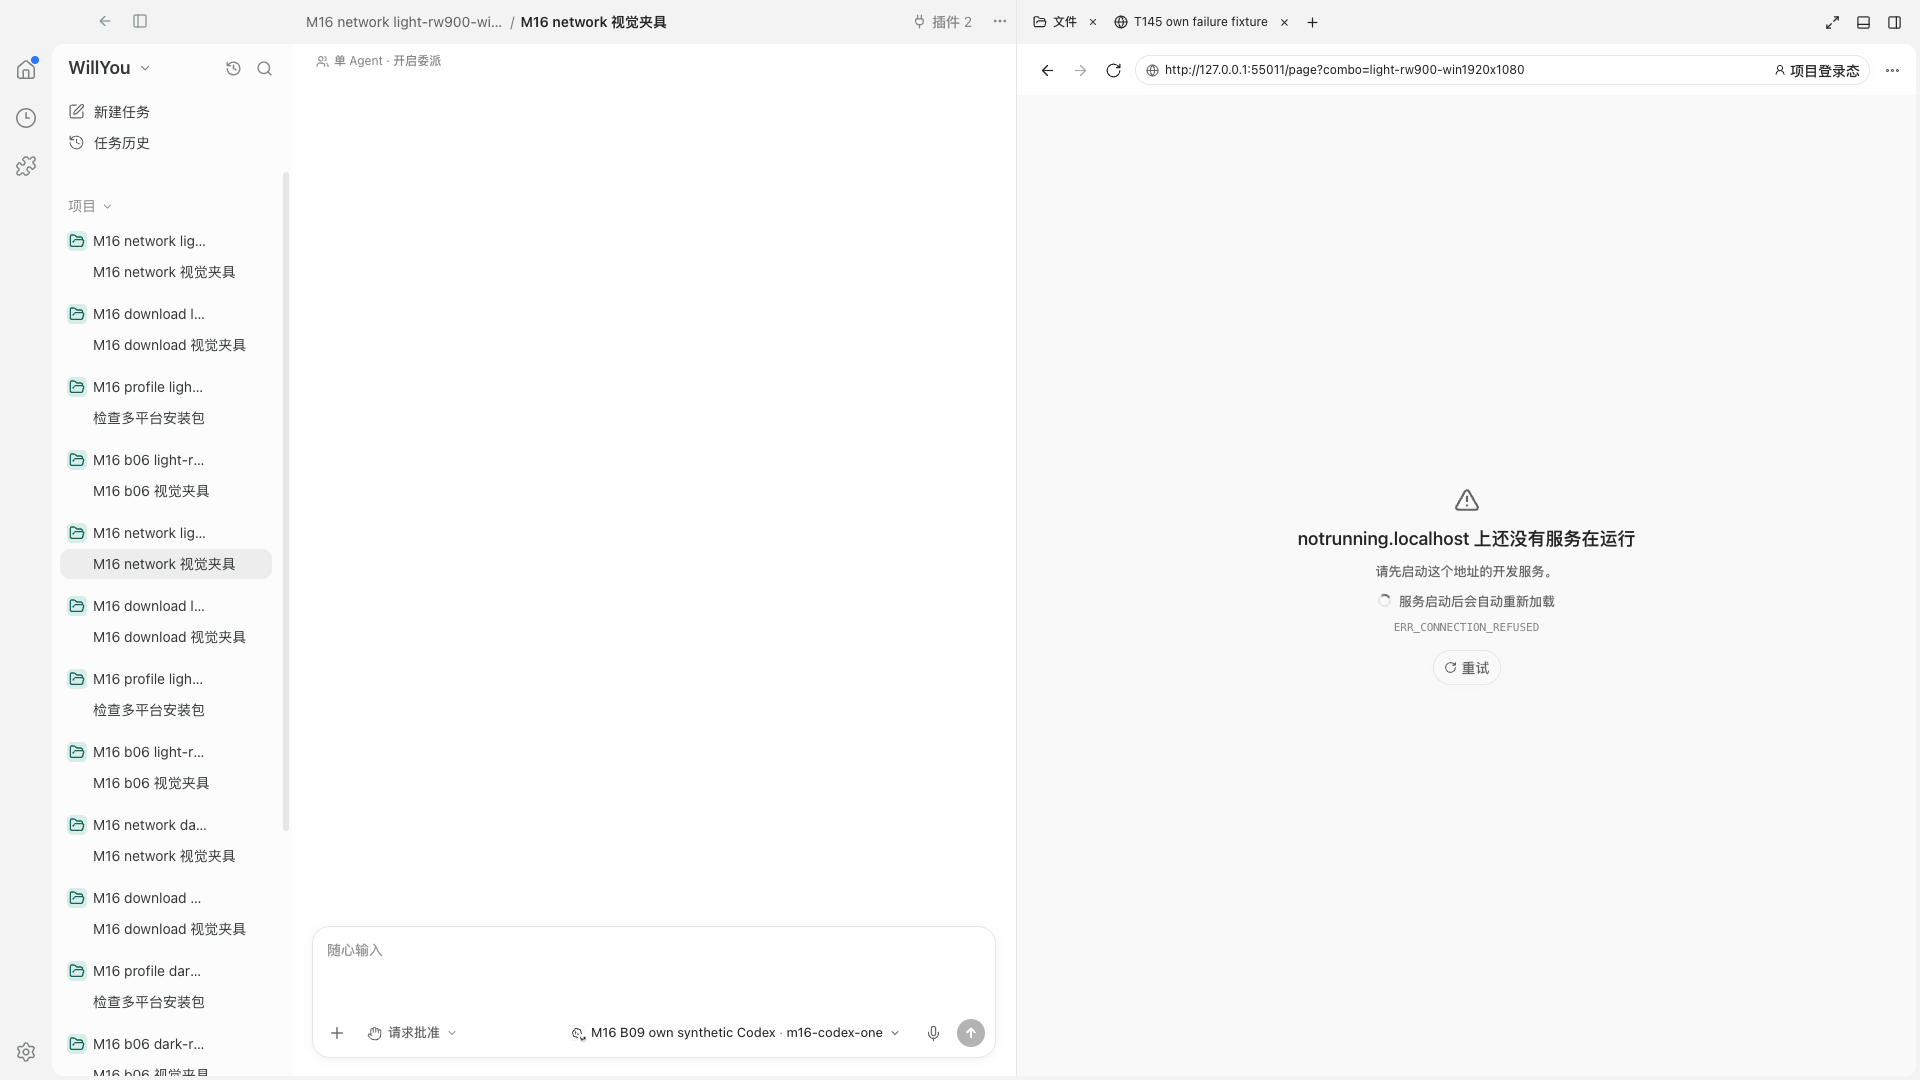 M16 network light-rw900-wi... / M16 network 视觉夹具
插件 2
文件
T145 own failure fixture
WillYou
新建任务
任务历史
项目
M16 network lig...
M16 network 视觉夹具
M16 download l...
M16 download 视觉夹具
M16 profile ligh...
检查多平台安装包
M16 b06 light-r...
M16 b06 视觉夹具
M16 network lig...
M16 network 视觉夹具
M16 download l...
M16 download 视觉夹具
M16 profile ligh...
检查多平台安装包
M16 b06 light-r...
M16 b06 视觉夹具
M16 network da...
M16 network 视觉夹具
M16 download ...
M16 download 视觉夹具
M16 profile dar...
检查多平台安装包
M16 b06 dark-r...
M16 b06 视觉夹具
单 Agent · 开启委派
随心输入
请求批准
M16 B09 own synthetic Codex · m16-codex-one
http://127.0.0.1:55011/page?combo=light-rw900-win1920x1080
项目登录态
notrunning.localhost 上还没有服务在运行
请先启动这个地址的开发服务。
服务启动后会自动重新加载
ERR_CONNECTION_REFUSED
重试